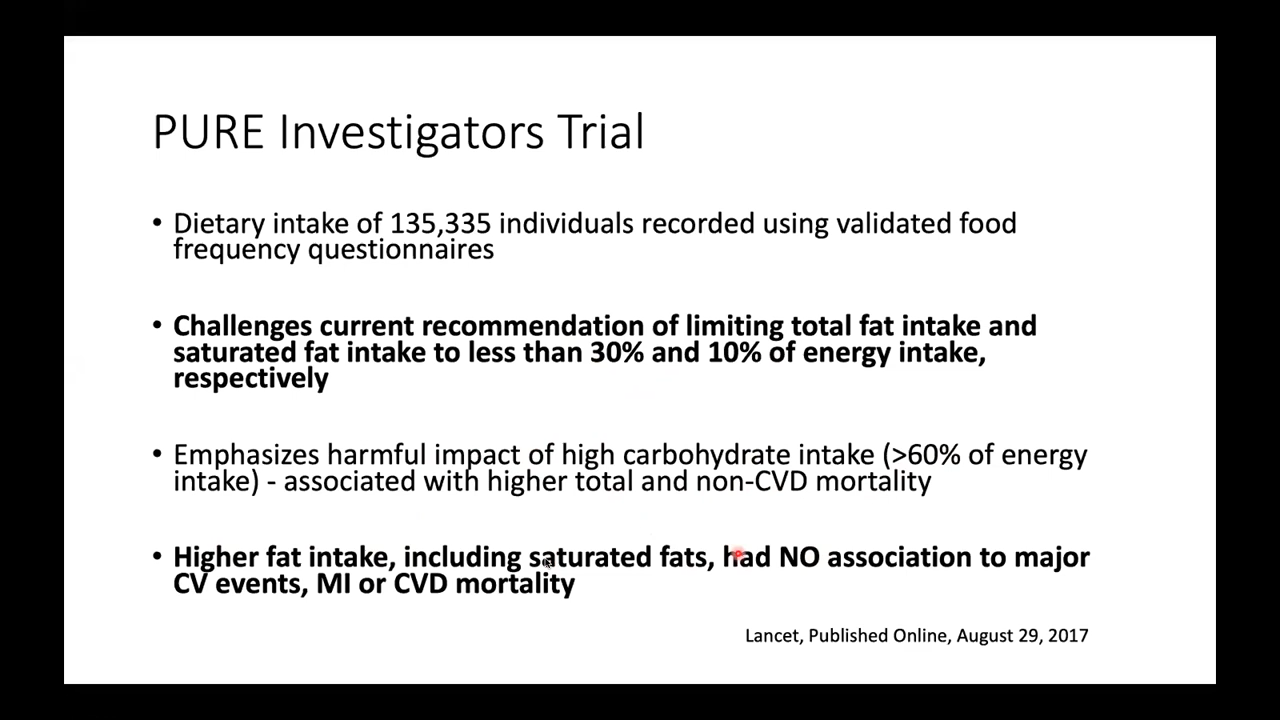 PURE Investigators Trial
• Dietary intake of 135,335 individuals recorded using validated food
frequency questionnaires
• Challenges current recommendation of limiting total fat intake and
saturated fat intake to less than 30% and 10% of energy intake,
respectively
• Emphasizes harmful impact of high carbohydrate intake (>60% of energy
intake) - associated with higher total and non-CVD mortality
• Higher fat intake, including saturated fats, had NO association to major
CV events, MI or CVD mortality
Lancet, Published Online, August 29, 2017